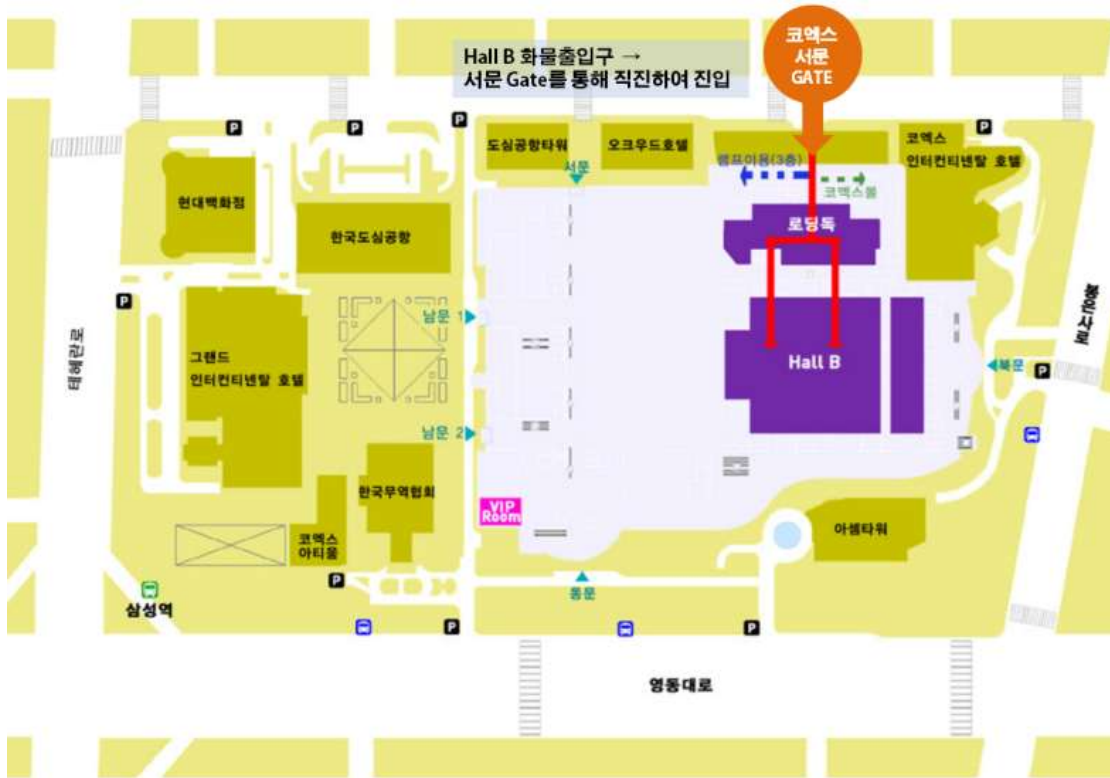 Hall B 화물출입구 →
서문 Gate를 통해 직진하여 진입
코엑스
서문
GATE
P
P
P
P
도심공항타워
오크우드호텔
코엑스
인터컨티넨탈 호텔
서문
램프이용(3층)
코엑스몰
현대백화점
한국도심공항
로딩독
P
남문 1
봉은사로
테헤란로
그랜드
인터컨티넨탈 호텔
Hall B
북문
P
남문 2
한국무역협회
VIP
Room
코엑스
아티움
아셈타워
P
동문
삼성역
P
P
영동대로